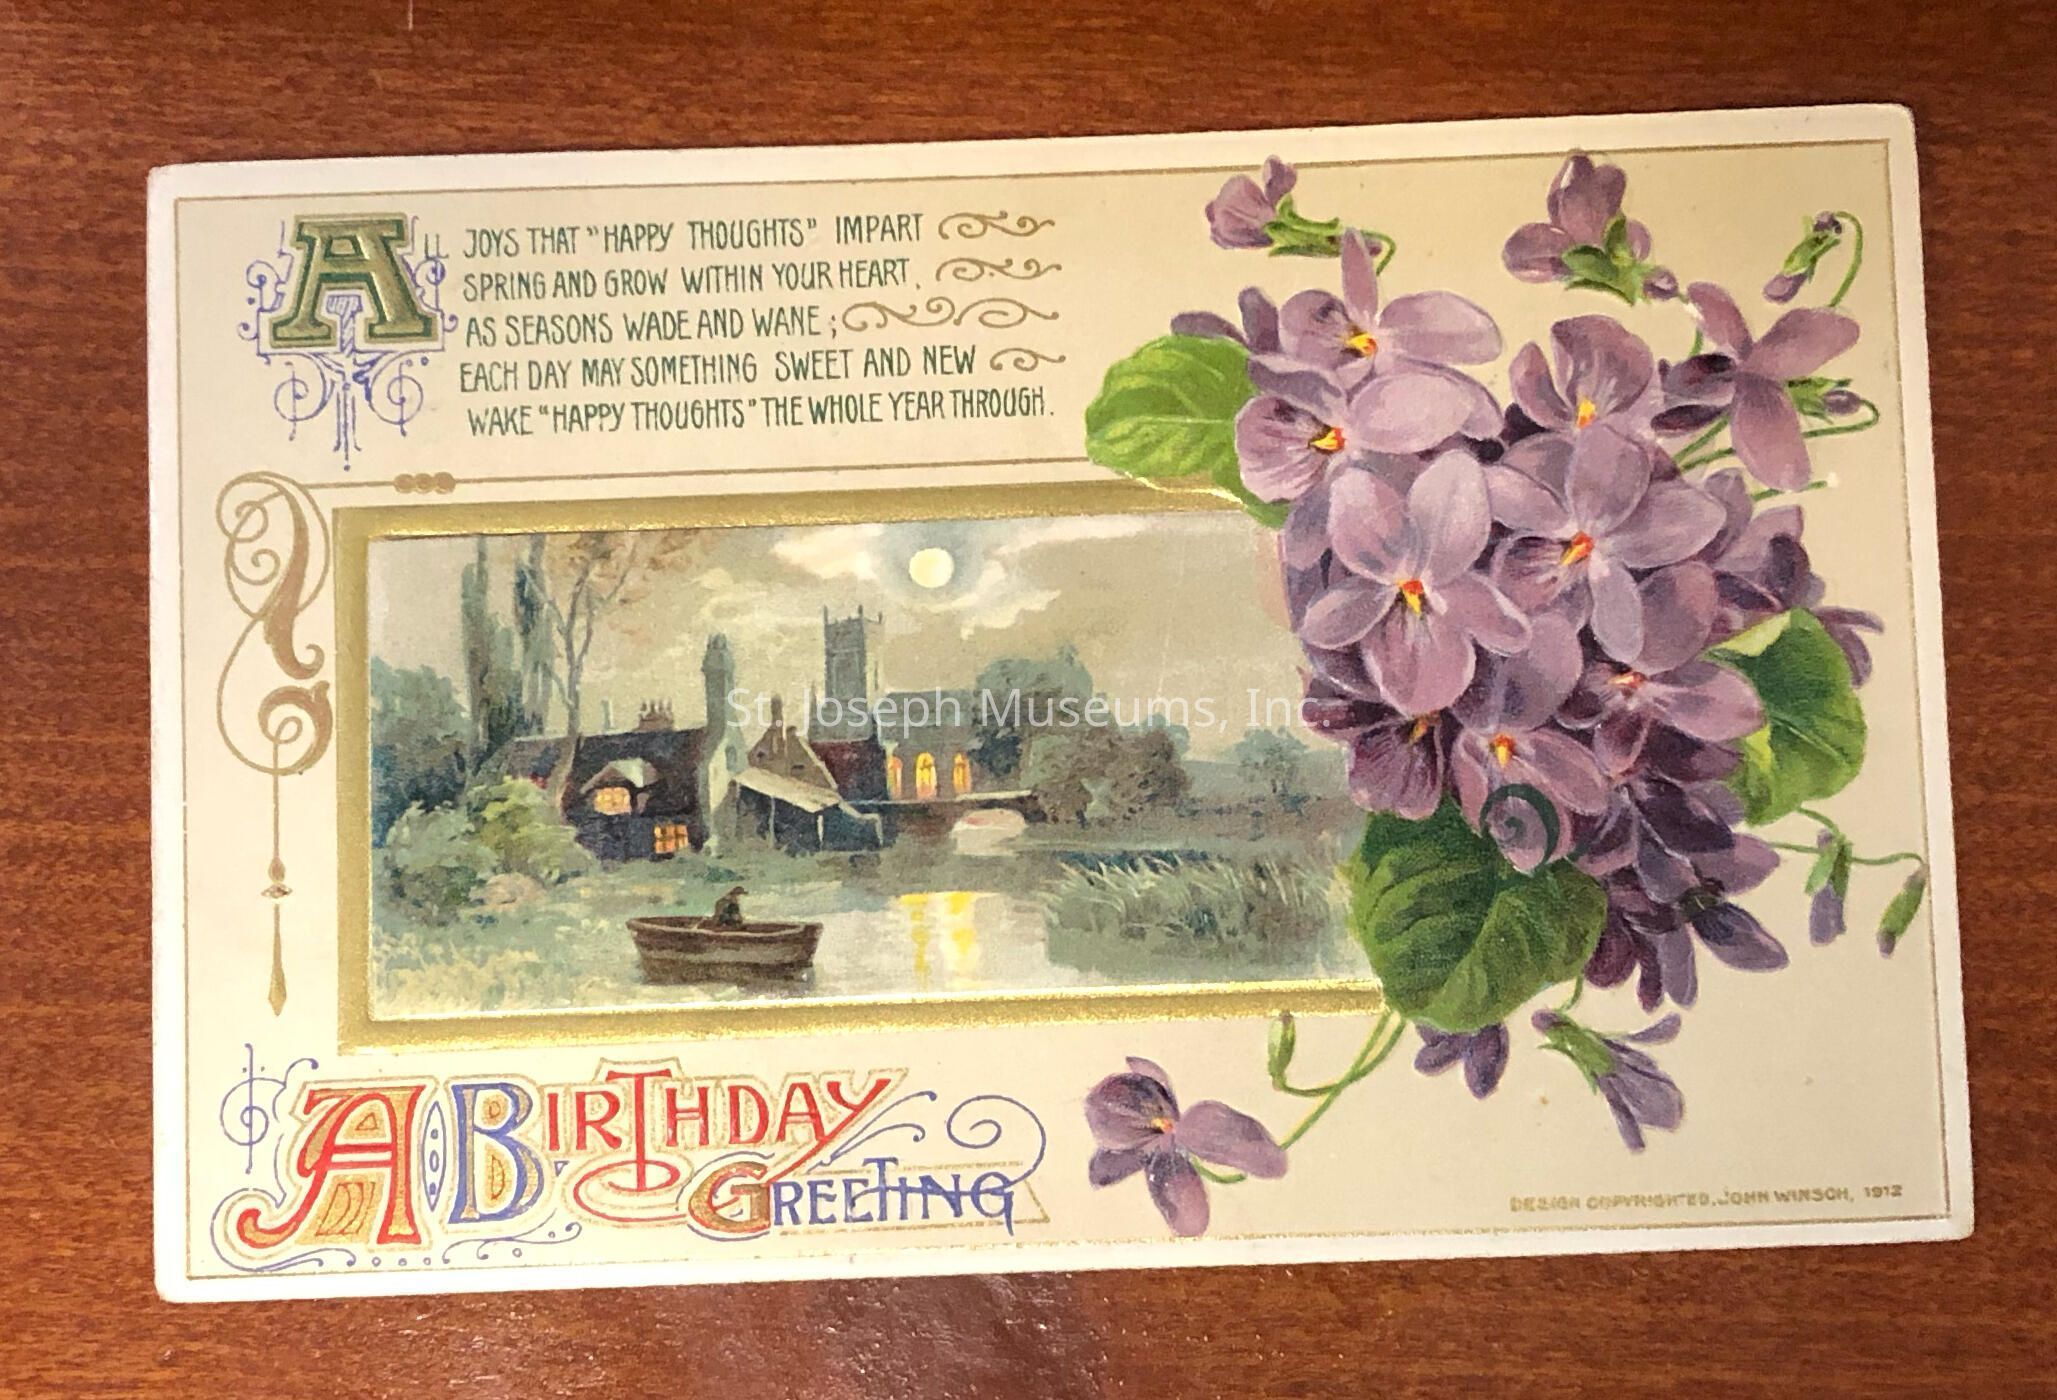 ALL JOYS THAT "HAPPY THOUGHTS" IMPART
SPRING AND GROW WITHIN YOUR HEART,
AS SEASONS WADE AND WANE;
EACH DAY MAY SOMETHING SWEET AND NEW
WAKE "HAPPY THOUGHTS" THE WHOLE YEAR THROUGH.
St. Joseph Museums, Inc.
A BIRTHDAY
GREETING
DESIGN COPYRIGHTED, JOHN WINSCH, 1912